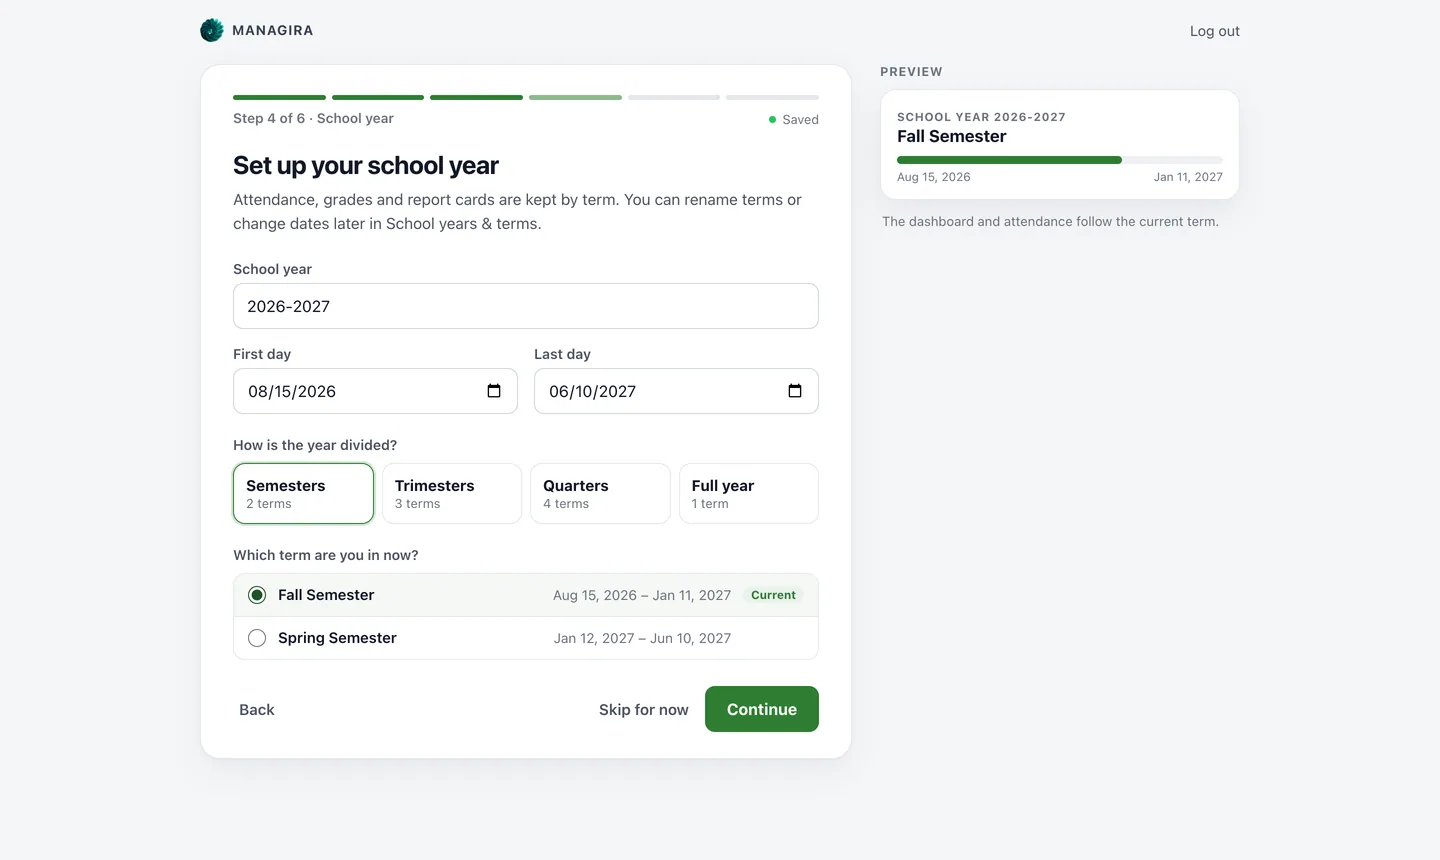 MANAGIRA
Log out
Step 4 of 6 · School year
Saved
Set up your school year
Attendance, grades and report cards are kept by term. You can rename terms or
change dates later in School years & terms.
School year
2026-2027
First day
Last day
08/15/2026
06/10/2027
How is the year divided?
Semesters
2 terms
Trimesters
3 terms
Quarters
4 terms
Full year
1 term
Which term are you in now?
Fall Semester
Aug 15, 2026 – Jan 11, 2027
Current
Spring Semester
Jan 12, 2027 – Jun 10, 2027
Back
Skip for now
Continue
PREVIEW
SCHOOL YEAR 2026-2027
Fall Semester
Aug 15, 2026
Jan 11, 2027
The dashboard and attendance follow the current term.